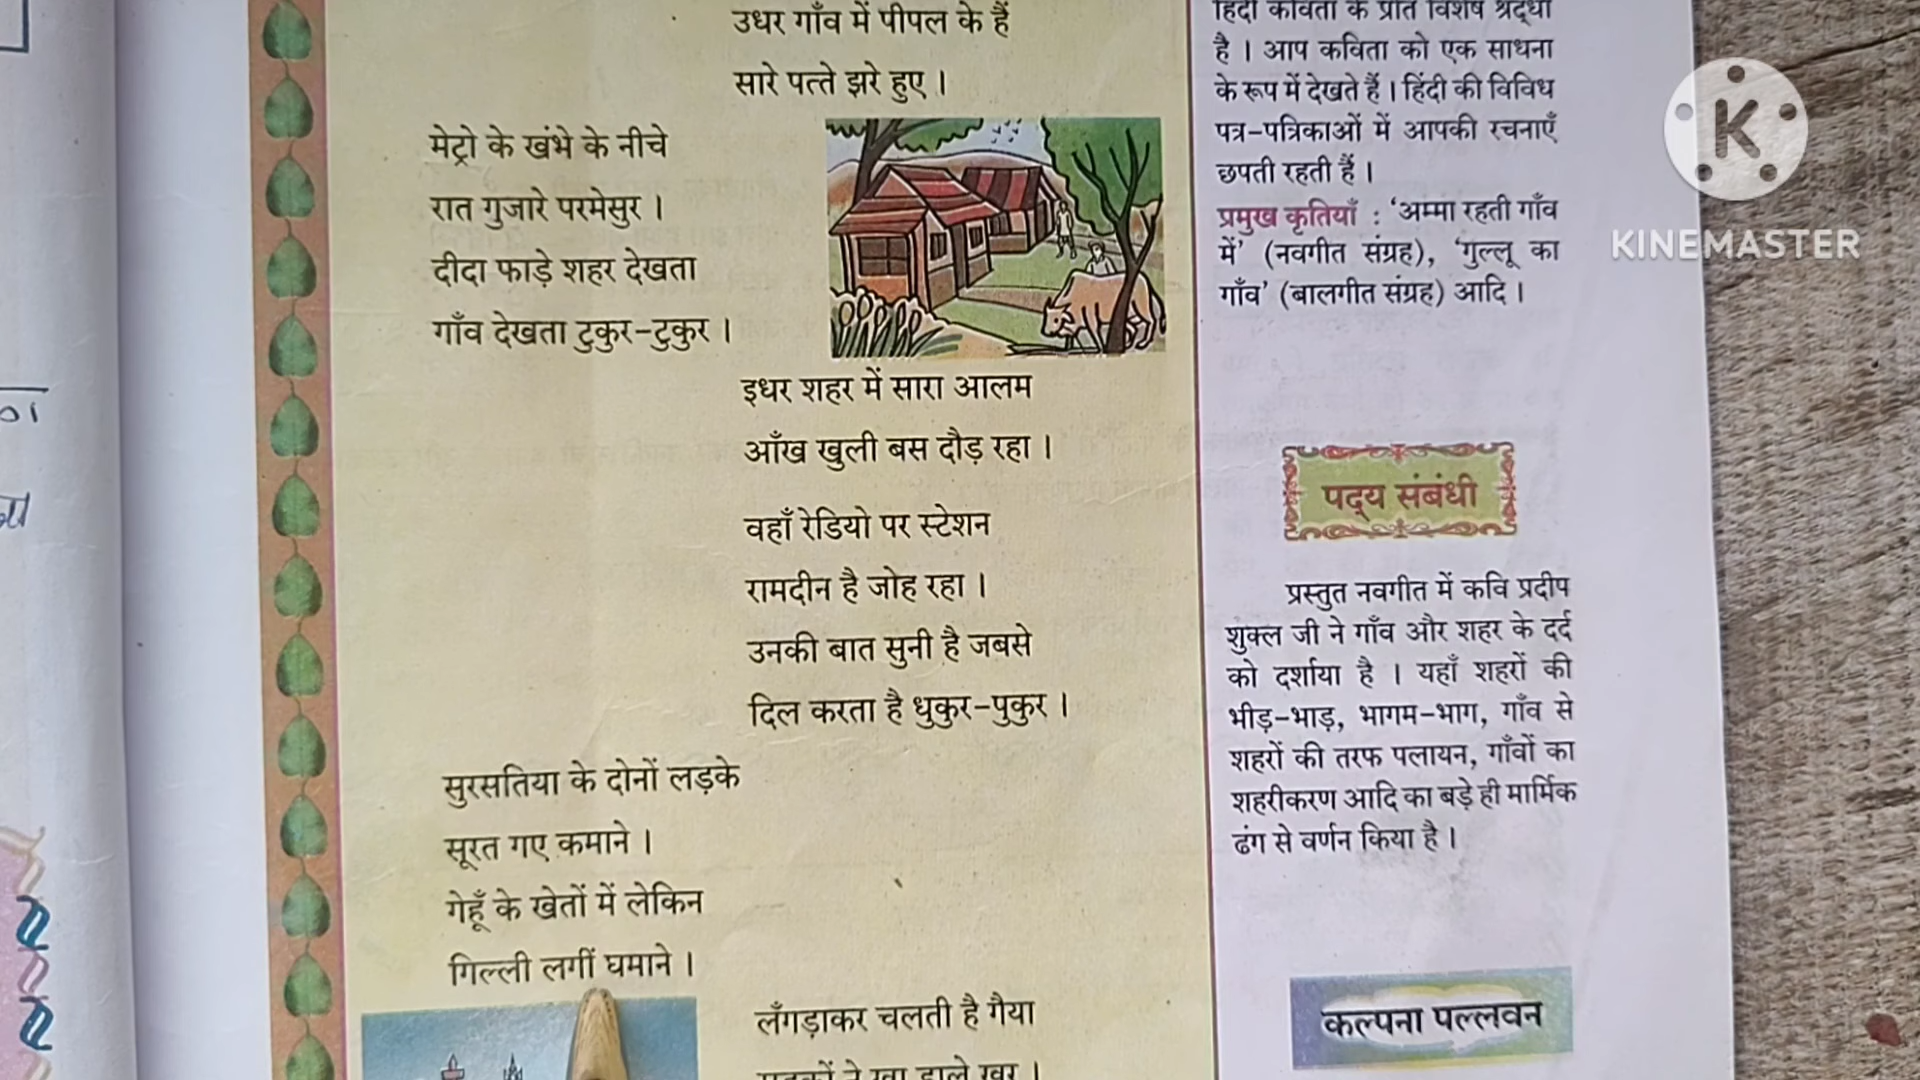 उधर गाँव में पीपल के हैं
सारे पत्ते झरे हुए ।
मेट्रो के खंभे के नीचे
रात गुजारे परमेसुर ।
दीदा फाड़े शहर देखता
गाँव देखता टुकुर-टुकुर ।
इधर शहर में सारा आलम
आँख खुली बस दौड़ रहा ।
वहाँ रेडियो पर स्टेशन
रामदीन है जोह रहा ।
उनकी बात सुनी है जबसे
दिल करता है धुकुर-पुकुर ।
सुरसतिया के दोनों लड़के
सूरत गए कमाने ।
गेहूँ के खेतों में लेकिन
गिल्ली लगीं घमाने ।
लँगड़ाकर चलती है गैया
सड़कों ने खा डाले खुर ।
हिंदी कविता के प्रति विशेष श्रद्धा
है । आप कविता को एक साधना
के रूप में देखते हैं । हिंदी की विविध
पत्र-पत्रिकाओं में आपकी रचनाएँ
छपती रहती हैं ।
प्रमुख कृतियाँ : ‘अम्मा रहती गाँव
में’ (नवगीत संग्रह), ‘गुल्लू का
गाँव’ (बालगीत संग्रह) आदि ।
पद्य संबंधी
प्रस्तुत नवगीत में कवि प्रदीप
शुक्ल जी ने गाँव और शहर के दर्द
को दर्शाया है । यहाँ शहरों की
भीड़-भाड़, भागम-भाग, गाँव से
शहरों की तरफ पलायन, गाँवों का
शहरीकरण आदि का बड़े ही मार्मिक
ढंग से वर्णन किया है ।
कल्पना पल्लवन
K
KINEMASTER